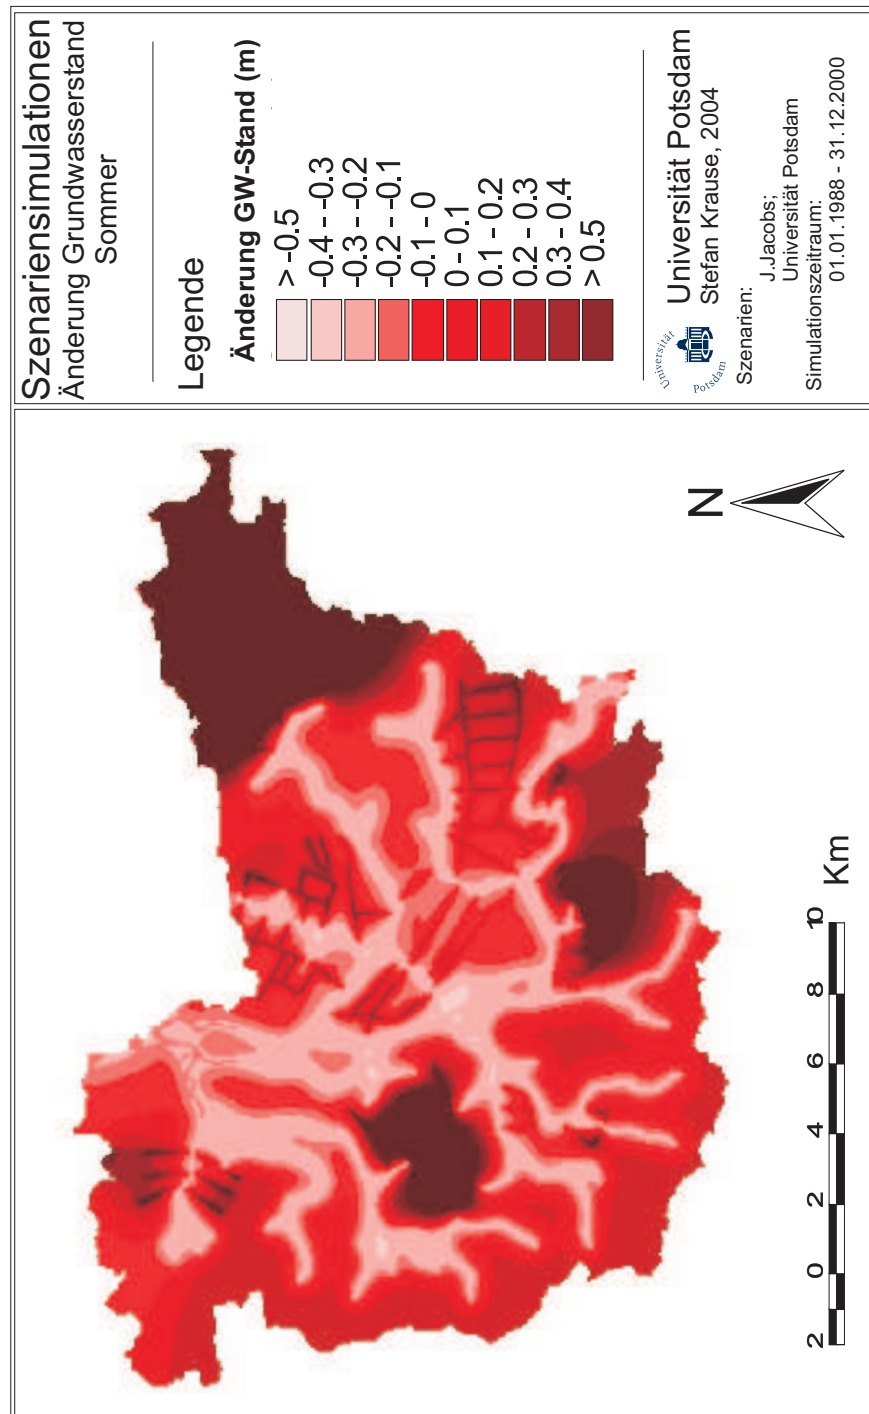 Szenariensimulationen
Änderung Grundwasserstand
Sommer
Legende
Änderung GW-Stand (m)
> -0.5
-0.4 - -0.3
-0.3 - -0.2
-0.2 - -0.1
-0.1 - 0
0 - 0.1
0.1 - 0.2
0.2 - 0.3
0.3 - 0.4
> 0.5
Universität
Potsdam
Universität Potsdam
Stefan Krause, 2004
Szenarien:
J.Jacobs;
Universität Potsdam
Simulationszeitraum:
01.01.1988 - 31.12.2000
N
2 0 2 4 6 8 10 Km